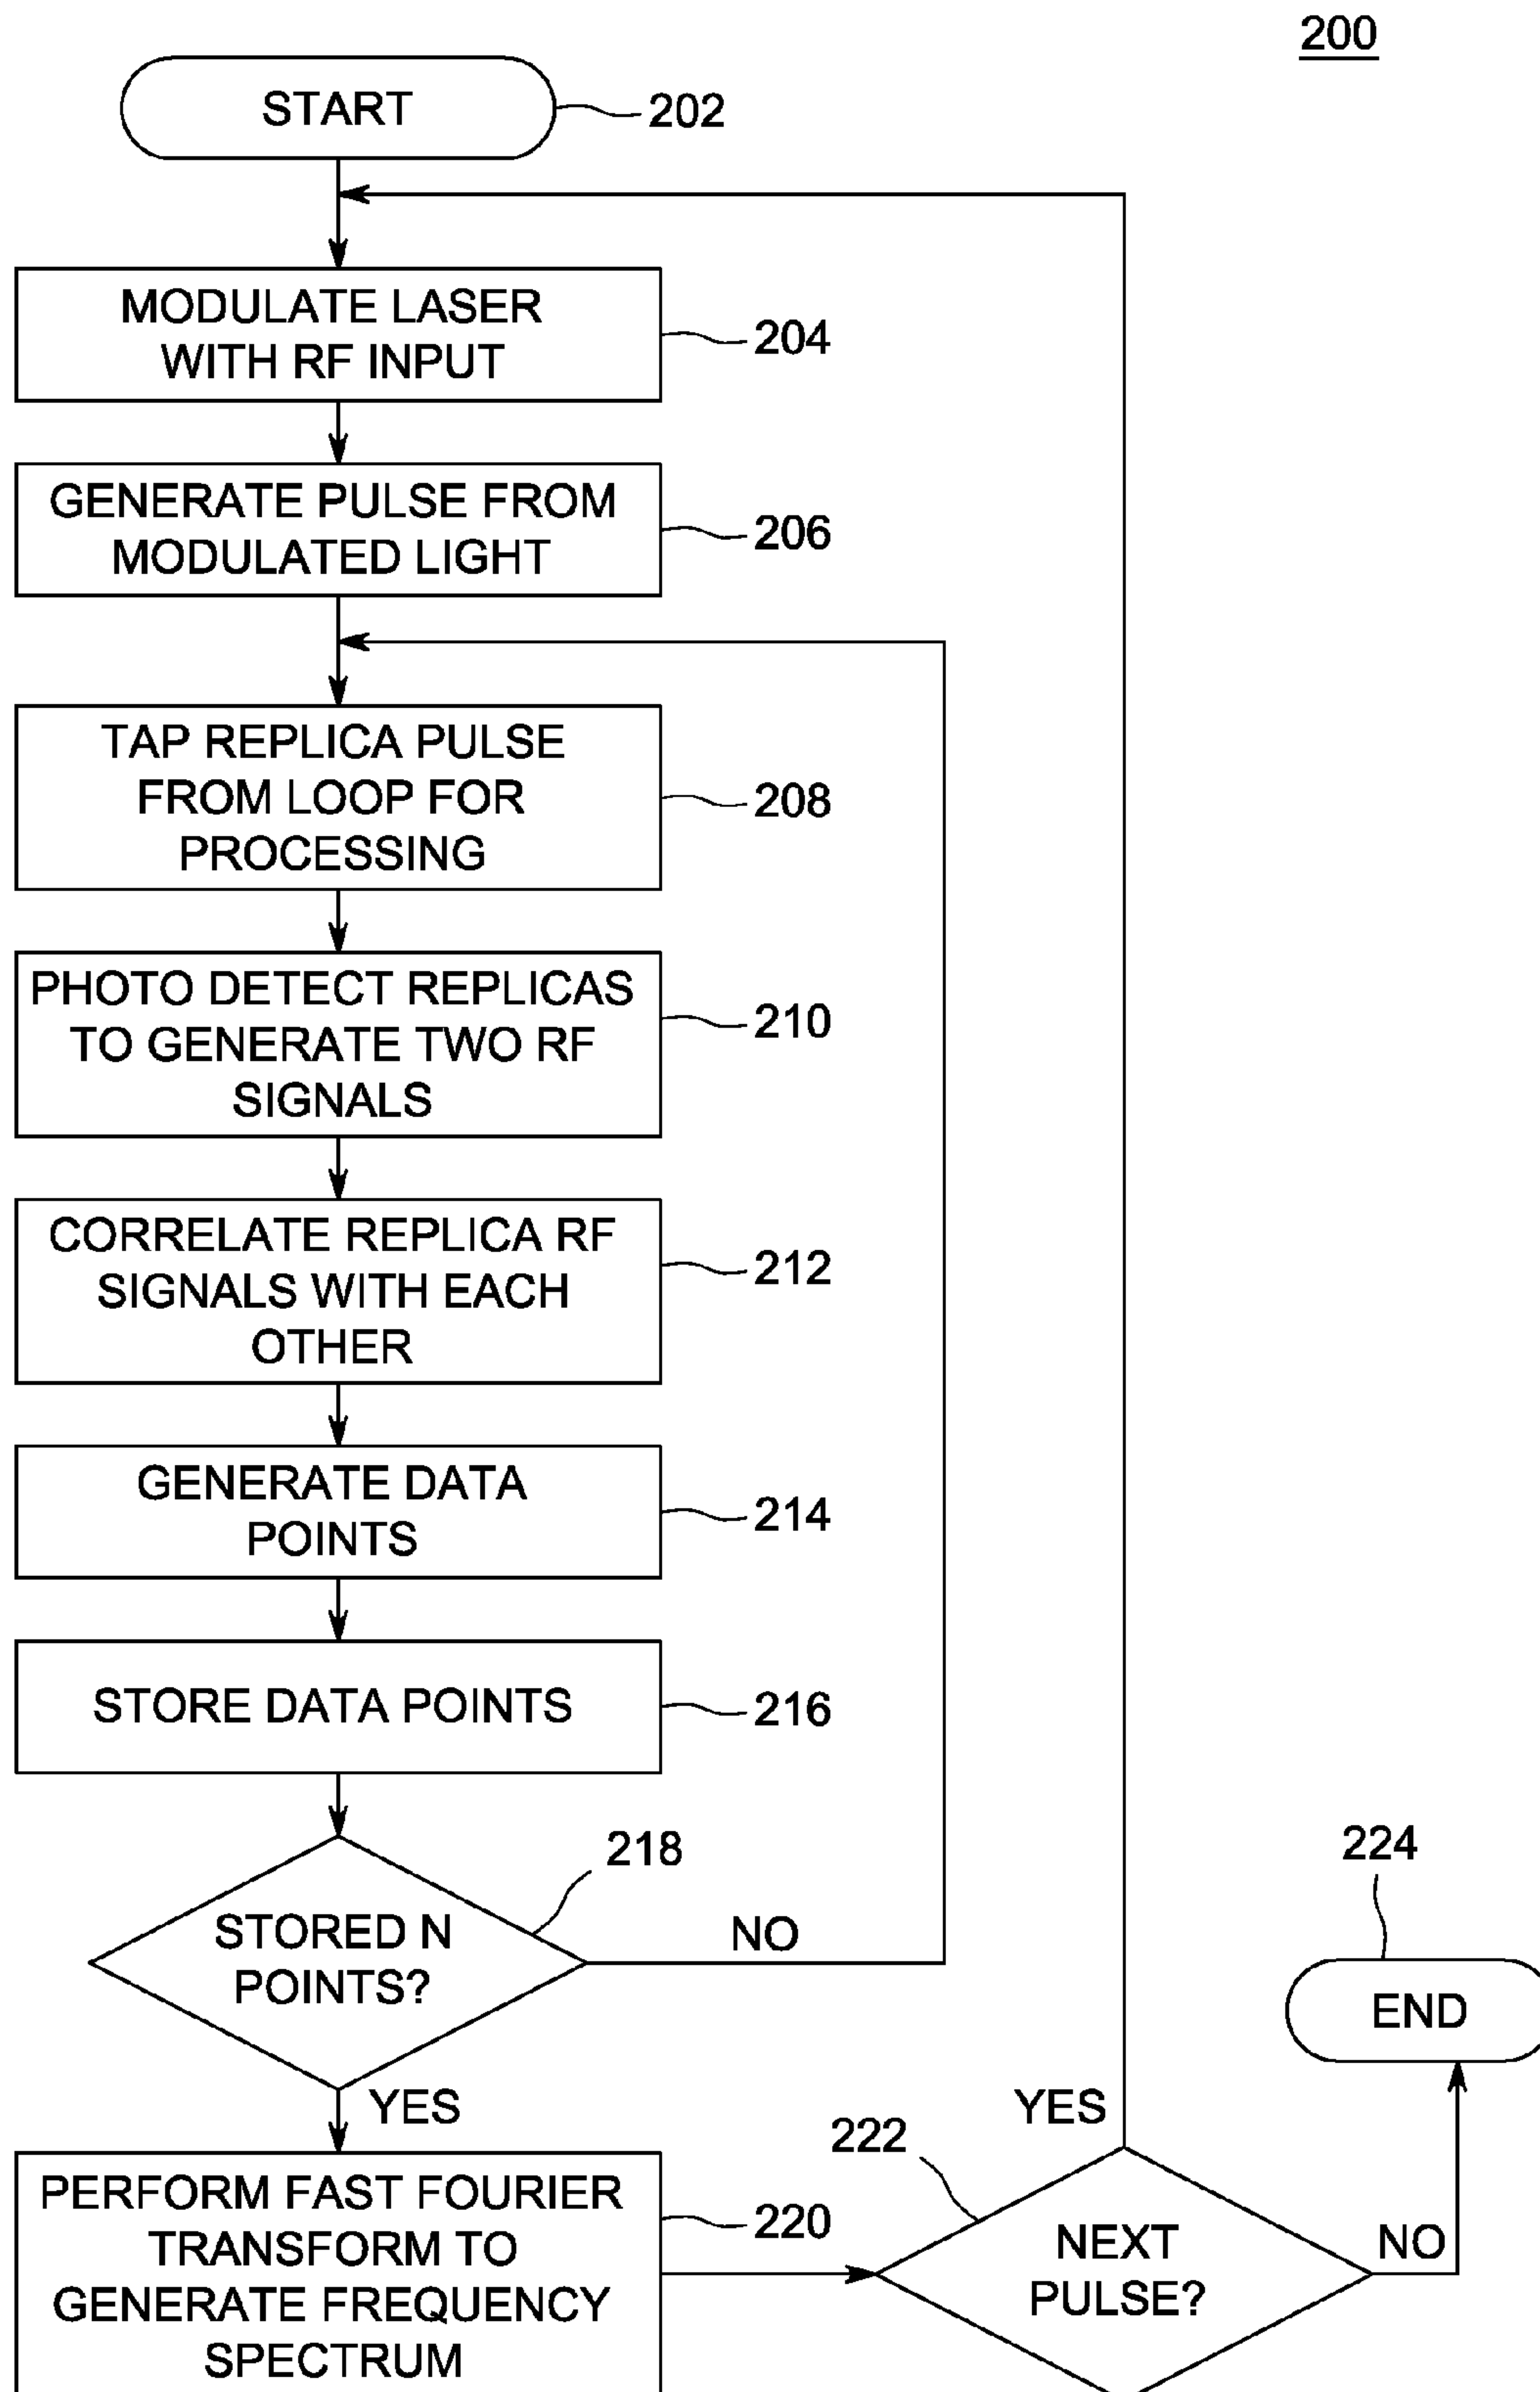 200
START
202
MODULATE LASER
WITH RF INPUT
204
GENERATE PULSE FROM
MODULATED LIGHT
206
TAP REPLICA PULSE
FROM LOOP FOR
PROCESSING
208
PHOTO DETECT REPLICAS
TO GENERATE TWO RF
SIGNALS
210
CORRELATE REPLICA RF
SIGNALS WITH EACH
OTHER
212
GENERATE DATA
POINTS
214
STORE DATA POINTS
216
STORED N
POINTS?
218
NO
YES
PERFORM FAST FOURIER
TRANSFORM TO
GENERATE FREQUENCY
SPECTRUM
220
NEXT
PULSE?
222
YES
NO
END
224